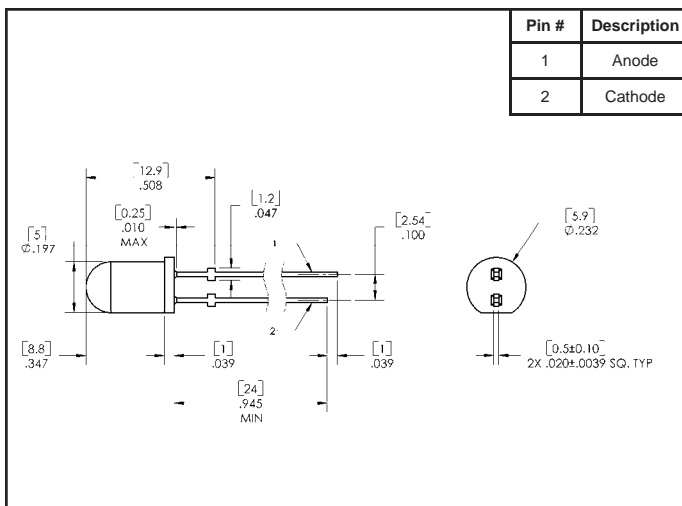 Pin # Description
1 Anode
2 Cathode
[12.9]
.508
[0.25]
.010
MAX
[1.2]
.047
[2.54]
.100
[5]
Ø.197
[5.9]
Ø.232
1
2
[8.8]
.347
[1]
.039
[24]
.945
MIN
[1]
.039
[0.5±0.10]
2X .020±.0039 SQ. TYP